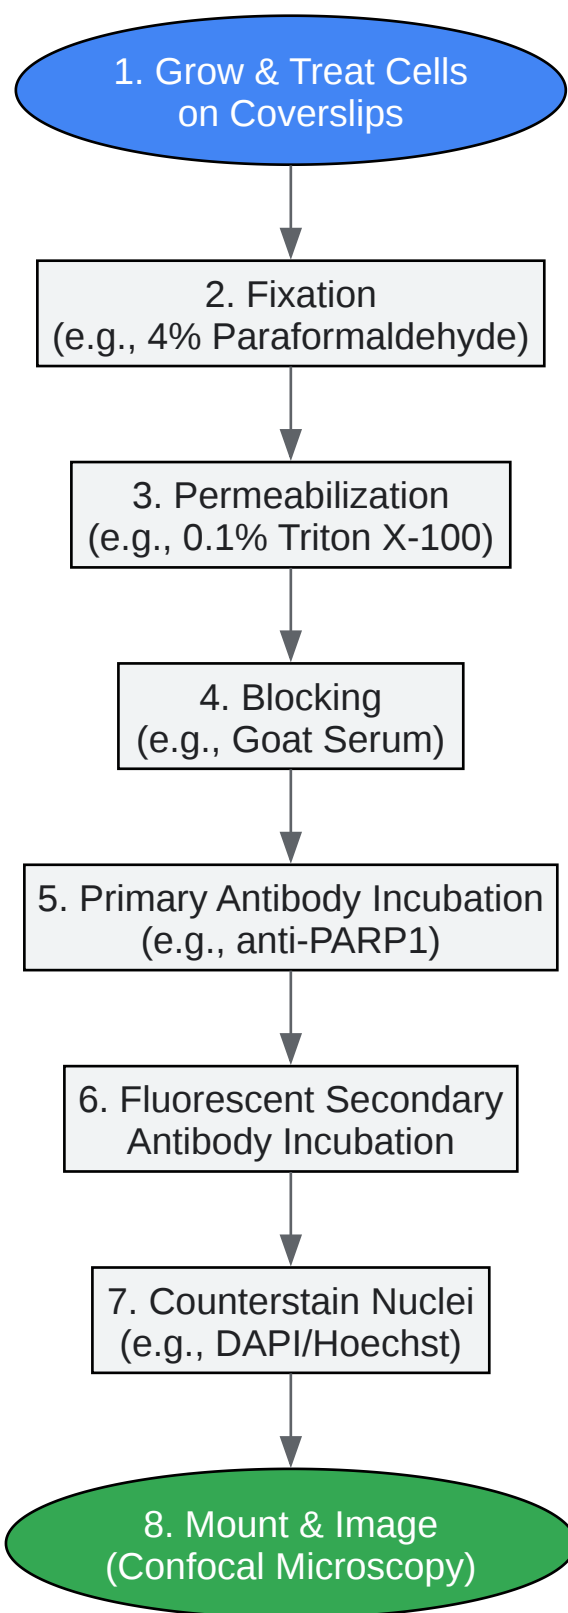 1. Grow & Treat Cells
on Coverslips
2. Fixation
(e.g., 4% Paraformaldehyde)
3. Permeabilization
(e.g., 0.1% Triton X-100)
4. Blocking
(e.g., Goat Serum)
5. Primary Antibody Incubation
(e.g., anti-PARP1)
6. Fluorescent Secondary
Antibody Incubation
7. Counterstain Nuclei
(e.g., DAPI/Hoechst)
8. Mount & Image
(Confocal Microscopy)